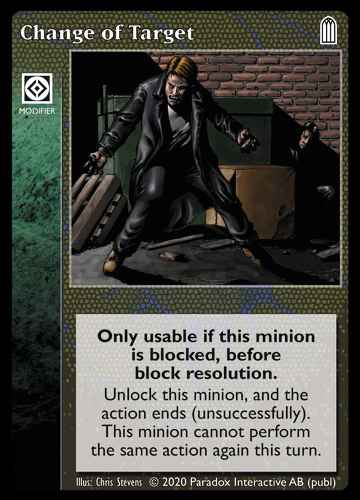 Change of Target
MODIFIER
Only usable if this minion
is blocked, before
block resolution.
Unlock this minion, and the
action ends (unsuccessfully).
This minion cannot perform
the same action again this turn.
Illus: Chris Stevens © 2020 Paradox Interactive AB (publ)